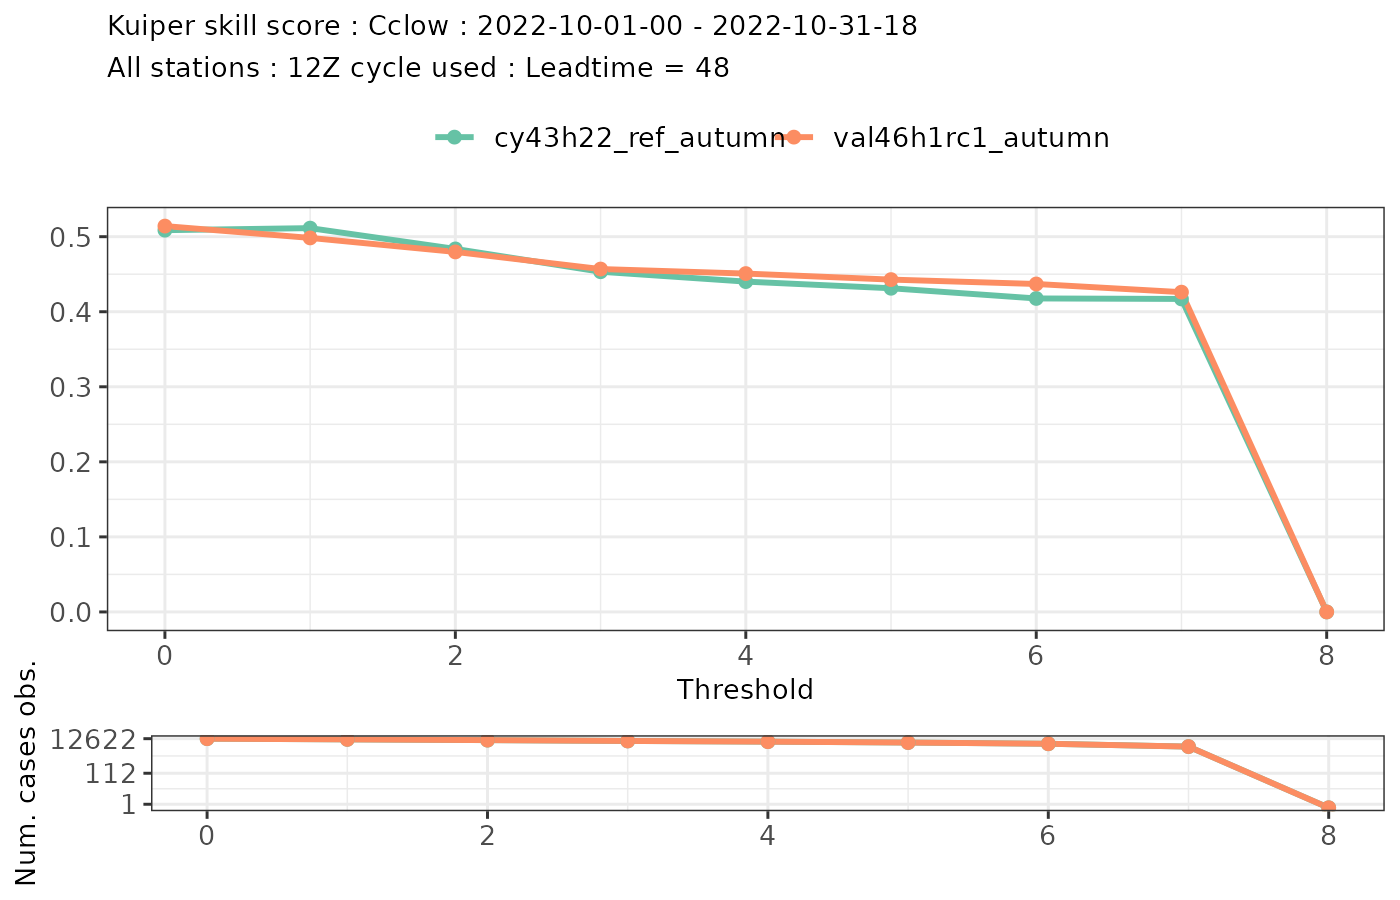 Kuiper skill score : Cclow : 2022-10-01-00 - 2022-10-31-18
All stations : 12Z cycle used : Leadtime = 48
cy43h22_ref_autumn val46h1rc1_autumn
0.5
0.4
0.3
0.2
0.1
0.0
0 2 4 6 8
Threshold
Num. cases obs.
12622
112
1
0 2 4 6 8